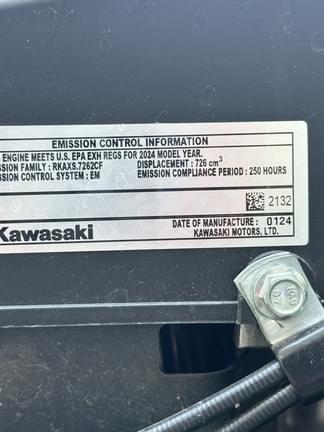 EMISSION CONTROL INFORMATION
ENGINE MEETS U.S. EPA EXH REGS FOR 2024 MODEL YEAR.
SSION FAMILY : RKAXS.7262CF DISPLACEMENT : 726 cm³
SSION CONTROL SYSTEM : EM EMISSION COMPLIANCE PERIOD : 250 HOURS
2132
DATE OF MANUFACTURE : 0124
Kawasaki KAWASAKI MOTORS, LTD.